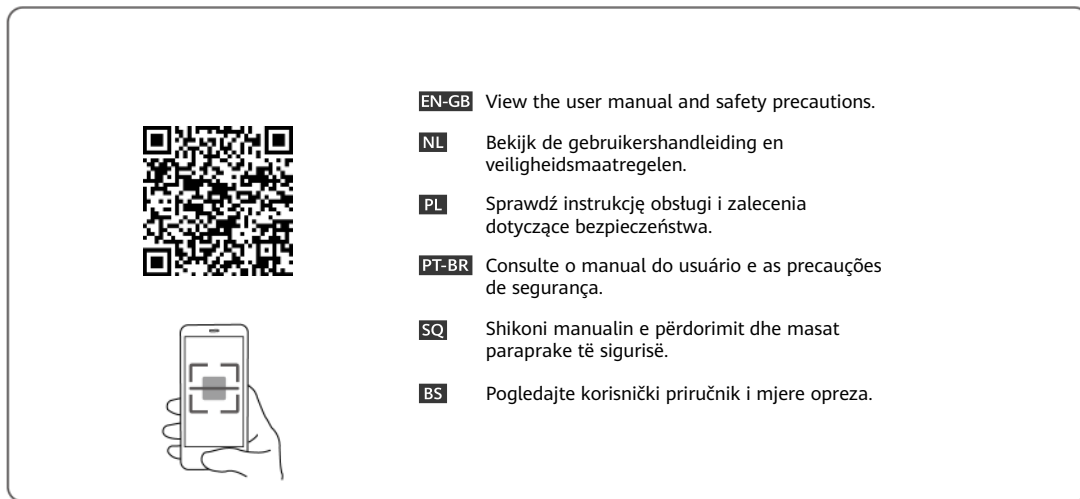 EN-GB View the user manual and safety precautions.
NL Bekijk de gebruikershandleiding en
veiligheidsmaatregelen.
PL Sprawdź instrukcję obsługi i zalecenia
dotyczące bezpieczeństwa.
PT-BR Consulte o manual do usuário e as precauções
de segurança.
SQ Shikoni manualin e përdorimit dhe masat
paraprake të sigurisë.
BS Pogledajte korisnički priručnik i mjere opreza.